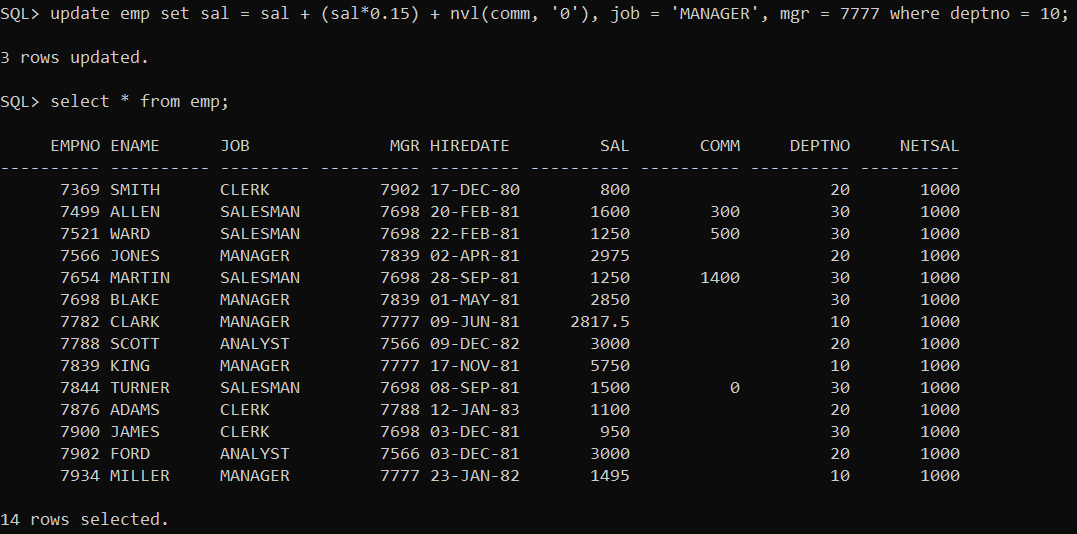 SQL> update emp set sal = sal + (sal*0.15) + nvl(comm, '0'), job = 'MANAGER', mgr = 7777 where deptno = 10;
3 rows updated.
SQL> select * from emp;
     EMPNO ENAME      JOB              MGR HIREDATE         SAL       COMM     DEPTNO     NETSAL
---------- ---------- --------- ---------- --------- ---------- ---------- ---------- ----------
      7369 SMITH      CLERK           7902 17-DEC-80        800                    20       1000
      7499 ALLEN      SALESMAN        7698 20-FEB-81       1600        300         30       1000
      7521 WARD       SALESMAN        7698 22-FEB-81       1250        500         30       1000
      7566 JONES      MANAGER         7839 02-APR-81       2975                    20       1000
      7654 MARTIN     SALESMAN        7698 28-SEP-81       1250       1400         30       1000
      7698 BLAKE      MANAGER         7839 01-MAY-81       2850                    30       1000
      7782 CLARK      MANAGER         7777 09-JUN-81     2817.5                    10       1000
      7788 SCOTT      ANALYST         7566 09-DEC-82       3000                    20       1000
      7839 KING       MANAGER         7777 17-NOV-81       5750                    10       1000
      7844 TURNER     SALESMAN        7698 08-SEP-81       1500          0         30       1000
      7876 ADAMS      CLERK           7788 12-JAN-83       1100                    20       1000
      7900 JAMES      CLERK           7698 03-DEC-81        950                    30       1000
      7902 FORD       ANALYST         7566 03-DEC-81       3000                    20       1000
      7934 MILLER     MANAGER         7777 23-JAN-82       1495                    10       1000
14 rows selected.